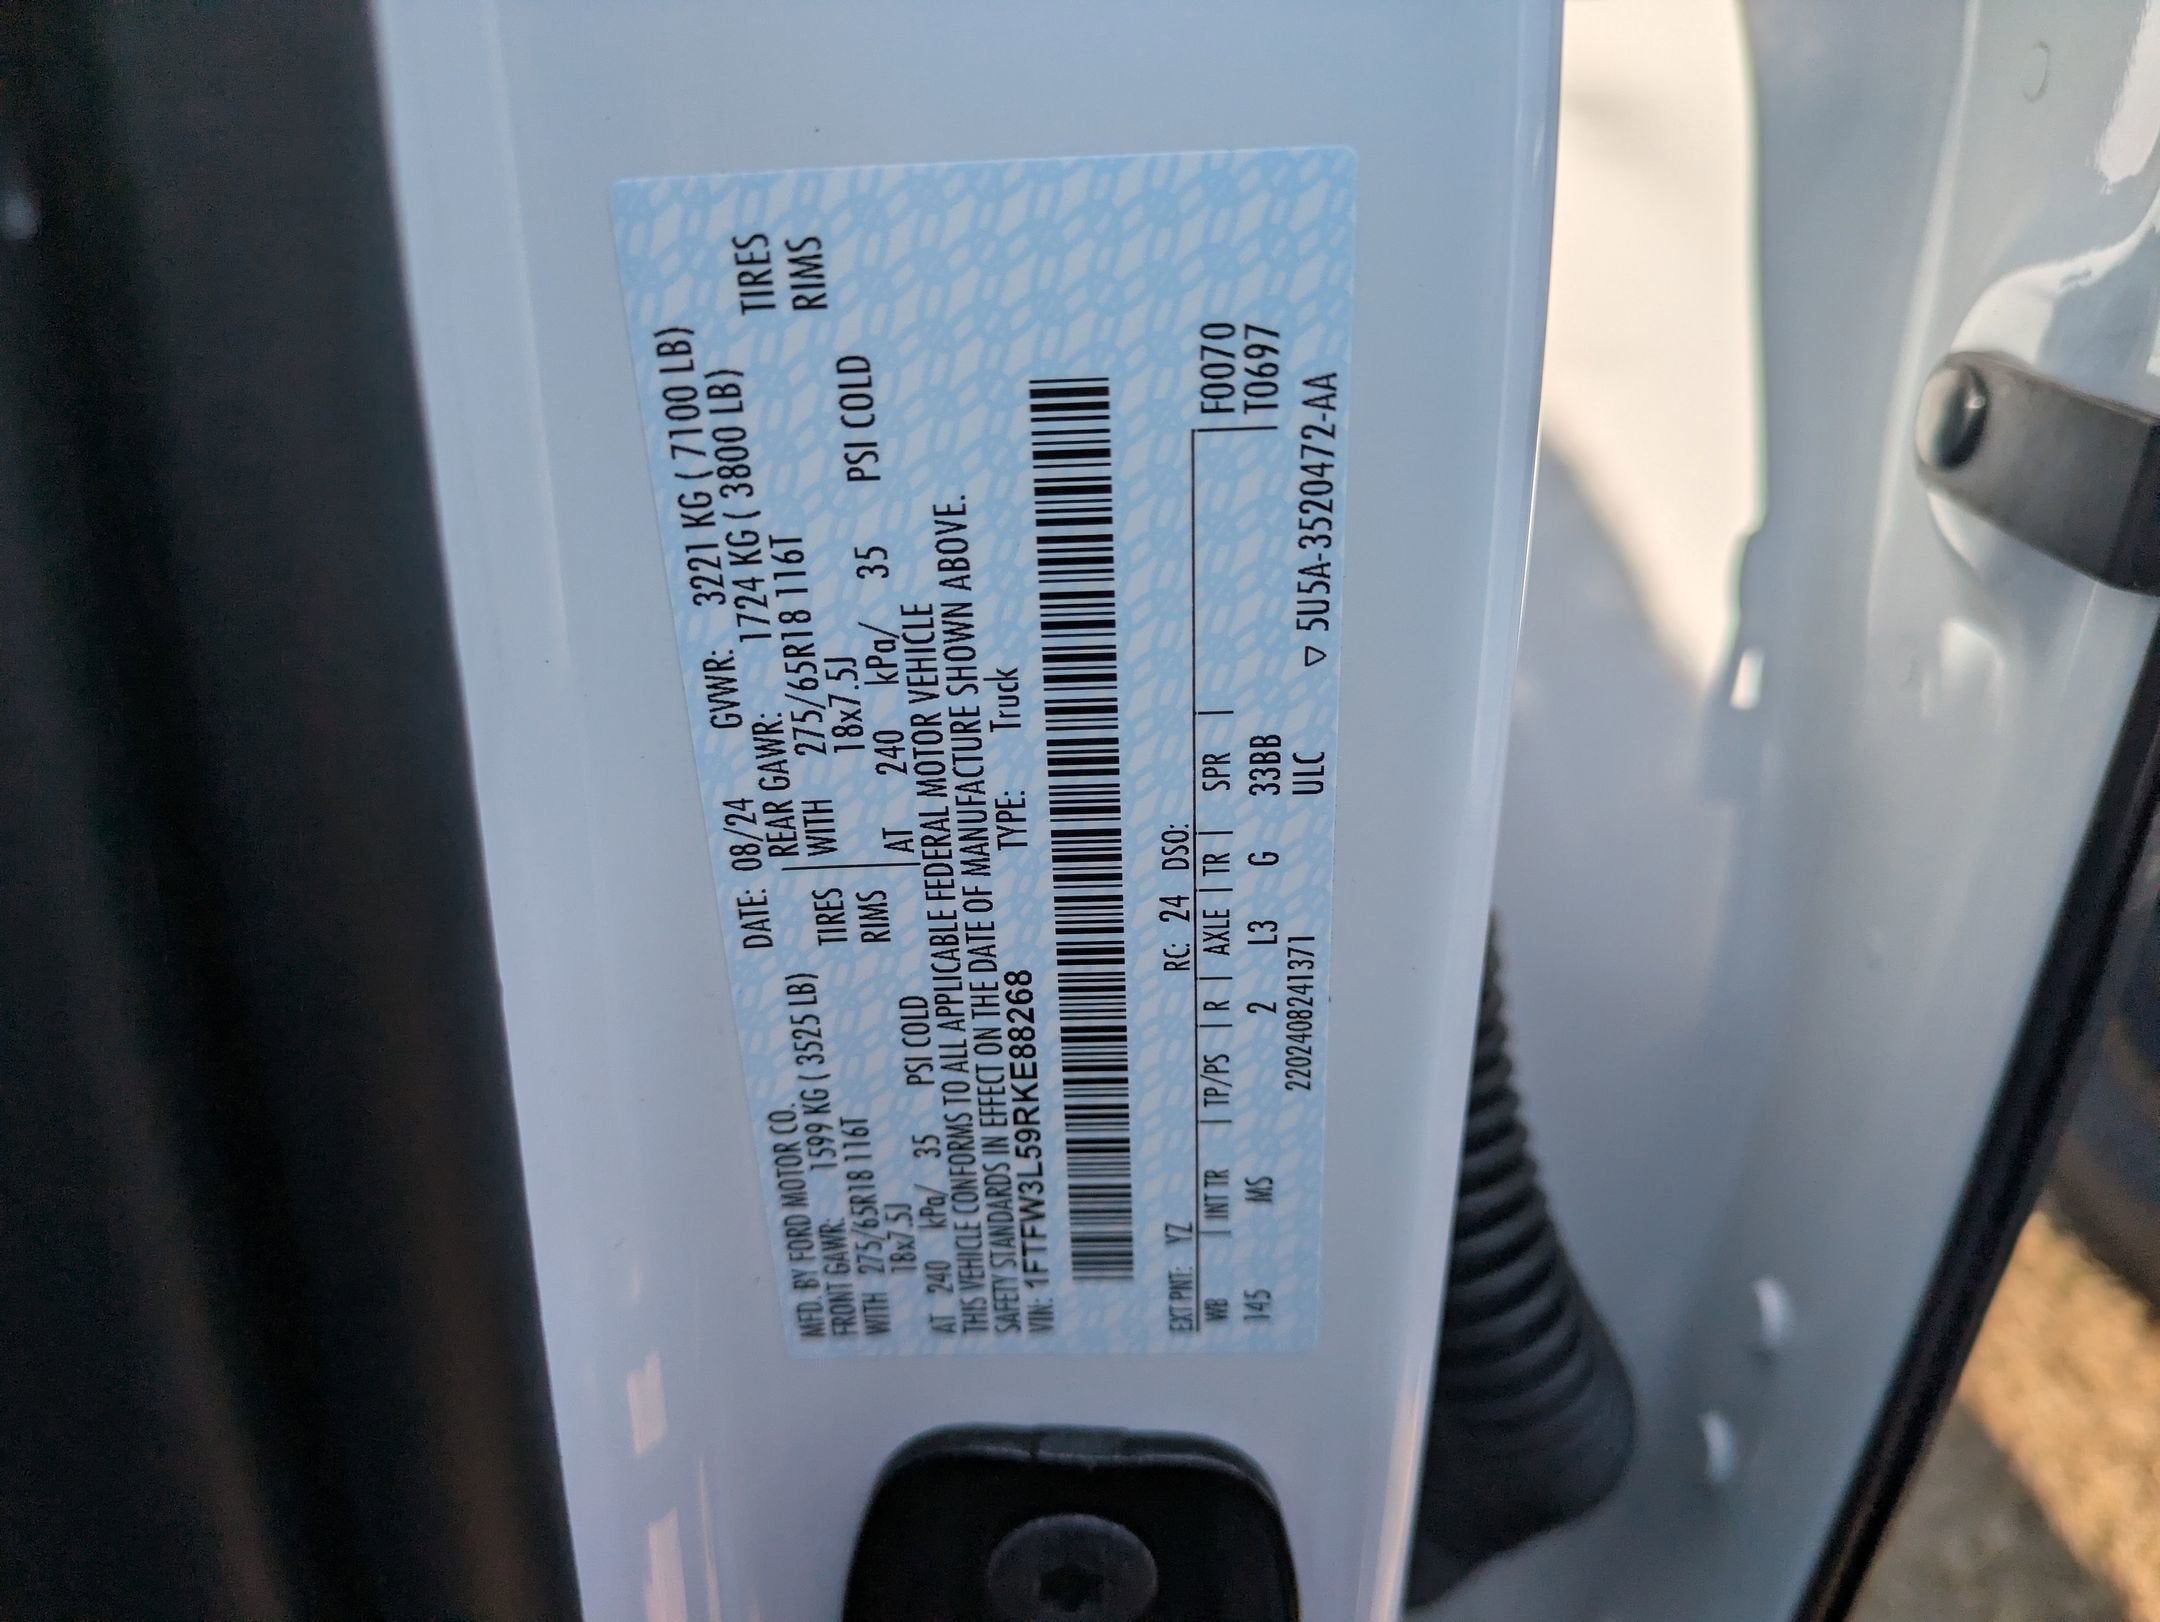 MFD. BY FORD MOTOR CO.
DATE: 08/24 GVWR: 3221 KG ( 7100 LB)
FRONT GAWR: 1599 KG ( 3525 LB) REAR GAWR: 1724 KG ( 3800 LB)
WITH 275/65R18 116T TIRES WITH 275/65R18 116T TIRES
18x7.5J RIMS 18x7.5J RIMS
AT 240 kPa/ 35 PSI COLD AT 240 kPa/ 35 PSI COLD
THIS VEHICLE CONFORMS TO ALL APPLICABLE FEDERAL MOTOR VEHICLE
SAFETY STANDARDS IN EFFECT ON THE DATE OF MANUFACTURE SHOWN ABOVE.
VIN: 1FTFW3L59RKE88268 TYPE: Truck
EXT PNT: YZ RC: 24 DSO:
WB | INT TR | TP/PS | R | AXLE | TR | SPR | F0070
145 MS 2 L3 G 33BB T0697
2202408241371 ULC ▽ 5U5A-3520472-AA